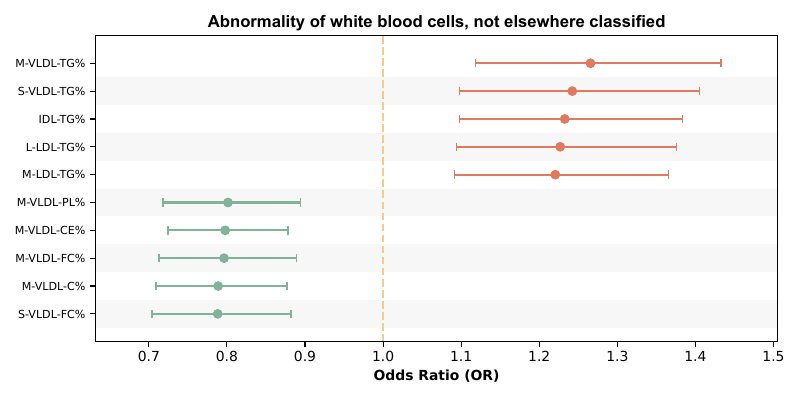 Abnormality of white blood cells, not elsewhere classified
M-VLDL-TG%
S-VLDL-TG%
IDL-TG%
L-LDL-TG%
M-LDL-TG%
M-VLDL-PL%
M-VLDL-CE%
M-VLDL-FC%
M-VLDL-C%
S-VLDL-FC%
0.7 0.8 0.9 1.0 1.1 1.2 1.3 1.4 1.5
Odds Ratio (OR)